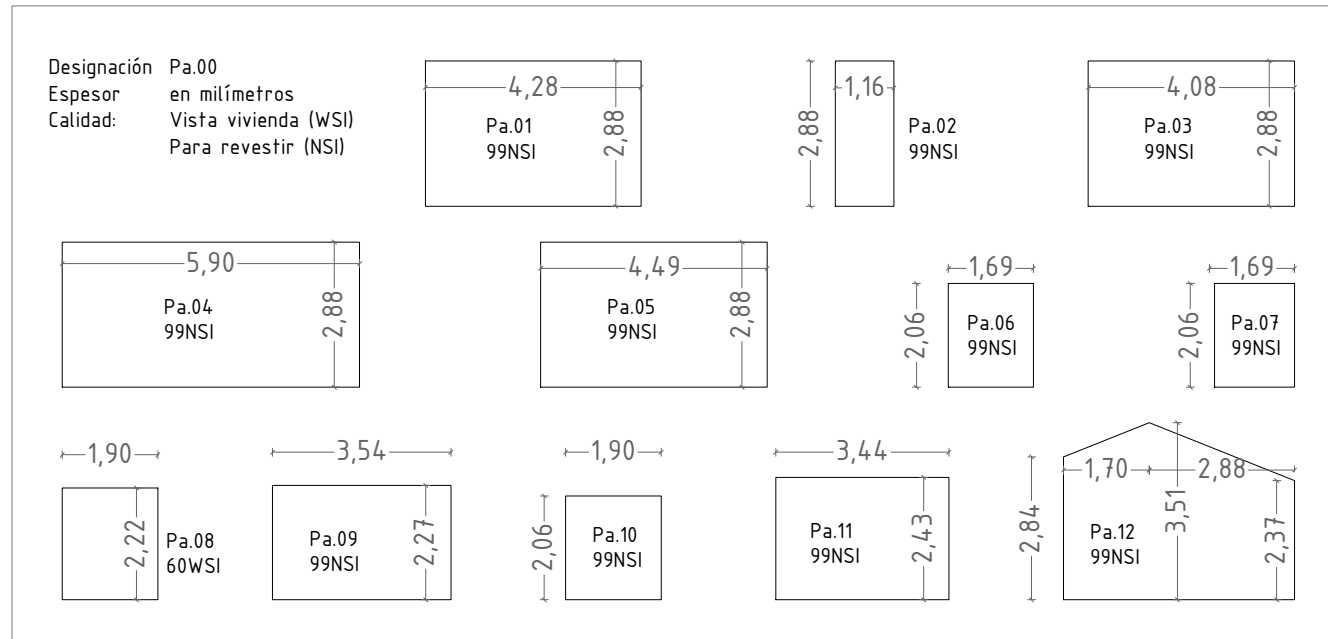 Designación Pa.00
Espesor en milímetros
Calidad: Vista vivienda (WSI)
Para revestir (NSI)
4,28
2,88
Pa.01
99NSI
1,16
2,88
Pa.02
99NSI
4,08
2,88
Pa.03
99NSI
5,90
2,88
Pa.04
99NSI
4,49
2,88
Pa.05
99NSI
1,69
2,06
Pa.06
99NSI
1,69
2,06
Pa.07
99NSI
1,90
2,22
Pa.08
60WSI
3,54
2,27
Pa.09
99NSI
1,90
2,06
Pa.10
99NSI
3,44
2,43
Pa.11
99NSI
1,70
2,88
2,84
3,51
2,37
Pa.12
99NSI